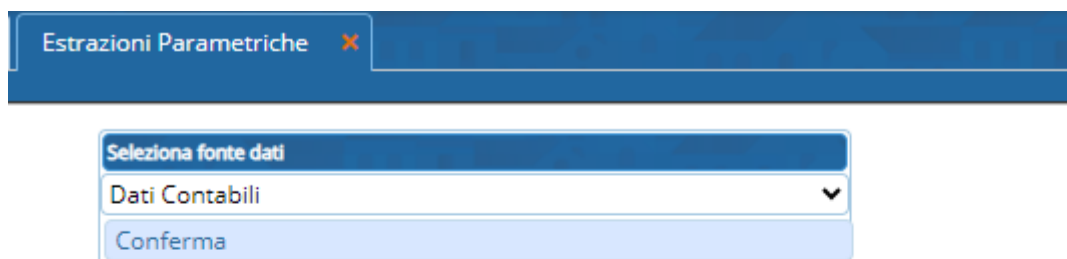 Estrazioni Parametriche
Seleziona fonte dati
Dati Contabili
Conferma